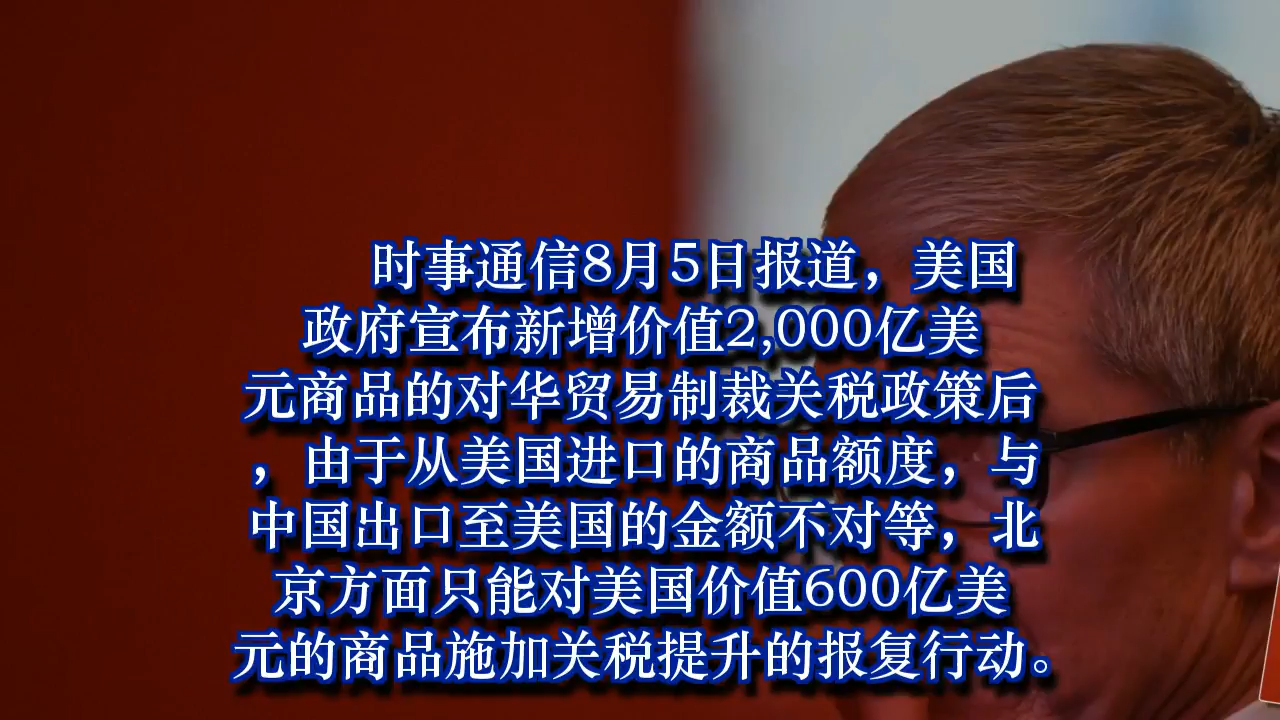 时事通信8月5日报道，美国
政府宣布新增价值2,000亿美
元商品的对华贸易制裁关税政策后
，由于从美国进口的商品额度，与
中国出口至美国的金额不对等，北
京方面只能对美国价值600亿美
元的商品施加关税提升的报复行动。